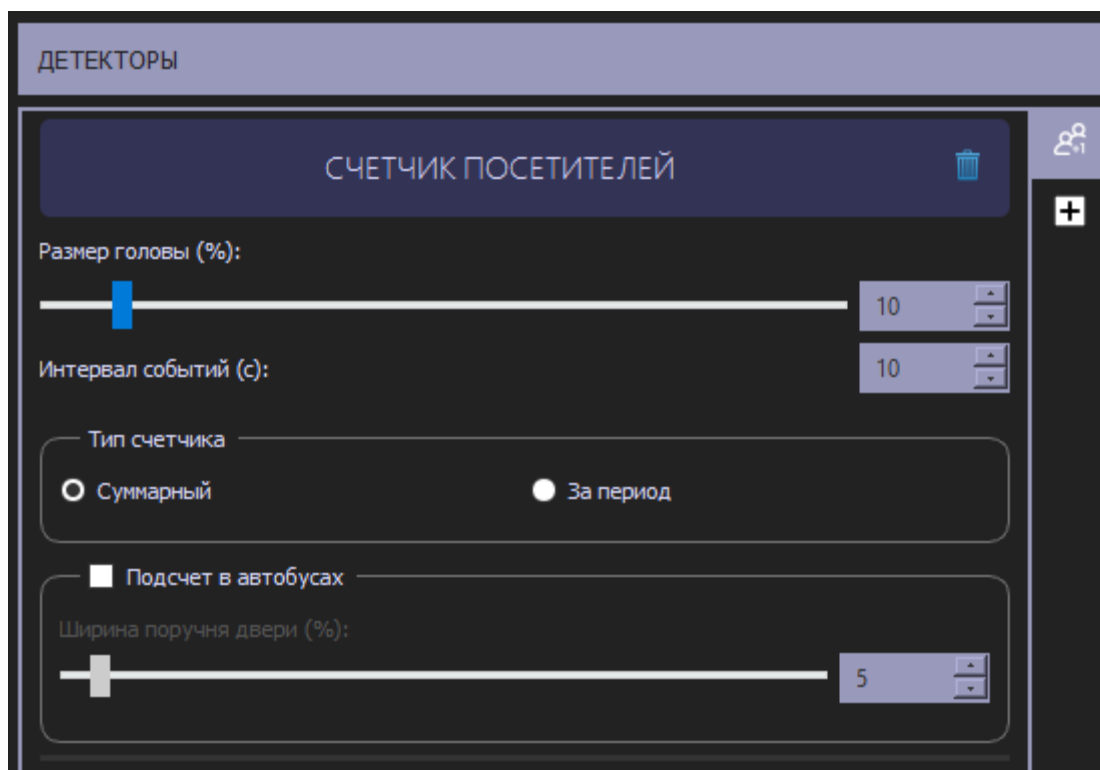 ДЕТЕКТОРЫ
СЧЕТЧИК ПОСЕТИТЕЛЕЙ
+1
Размер головы (%):
10
Интервал событий (с):
10
Тип счетчика
Суммарный
За период
Подсчет в автобусах
Ширина поручня двери (%):
5